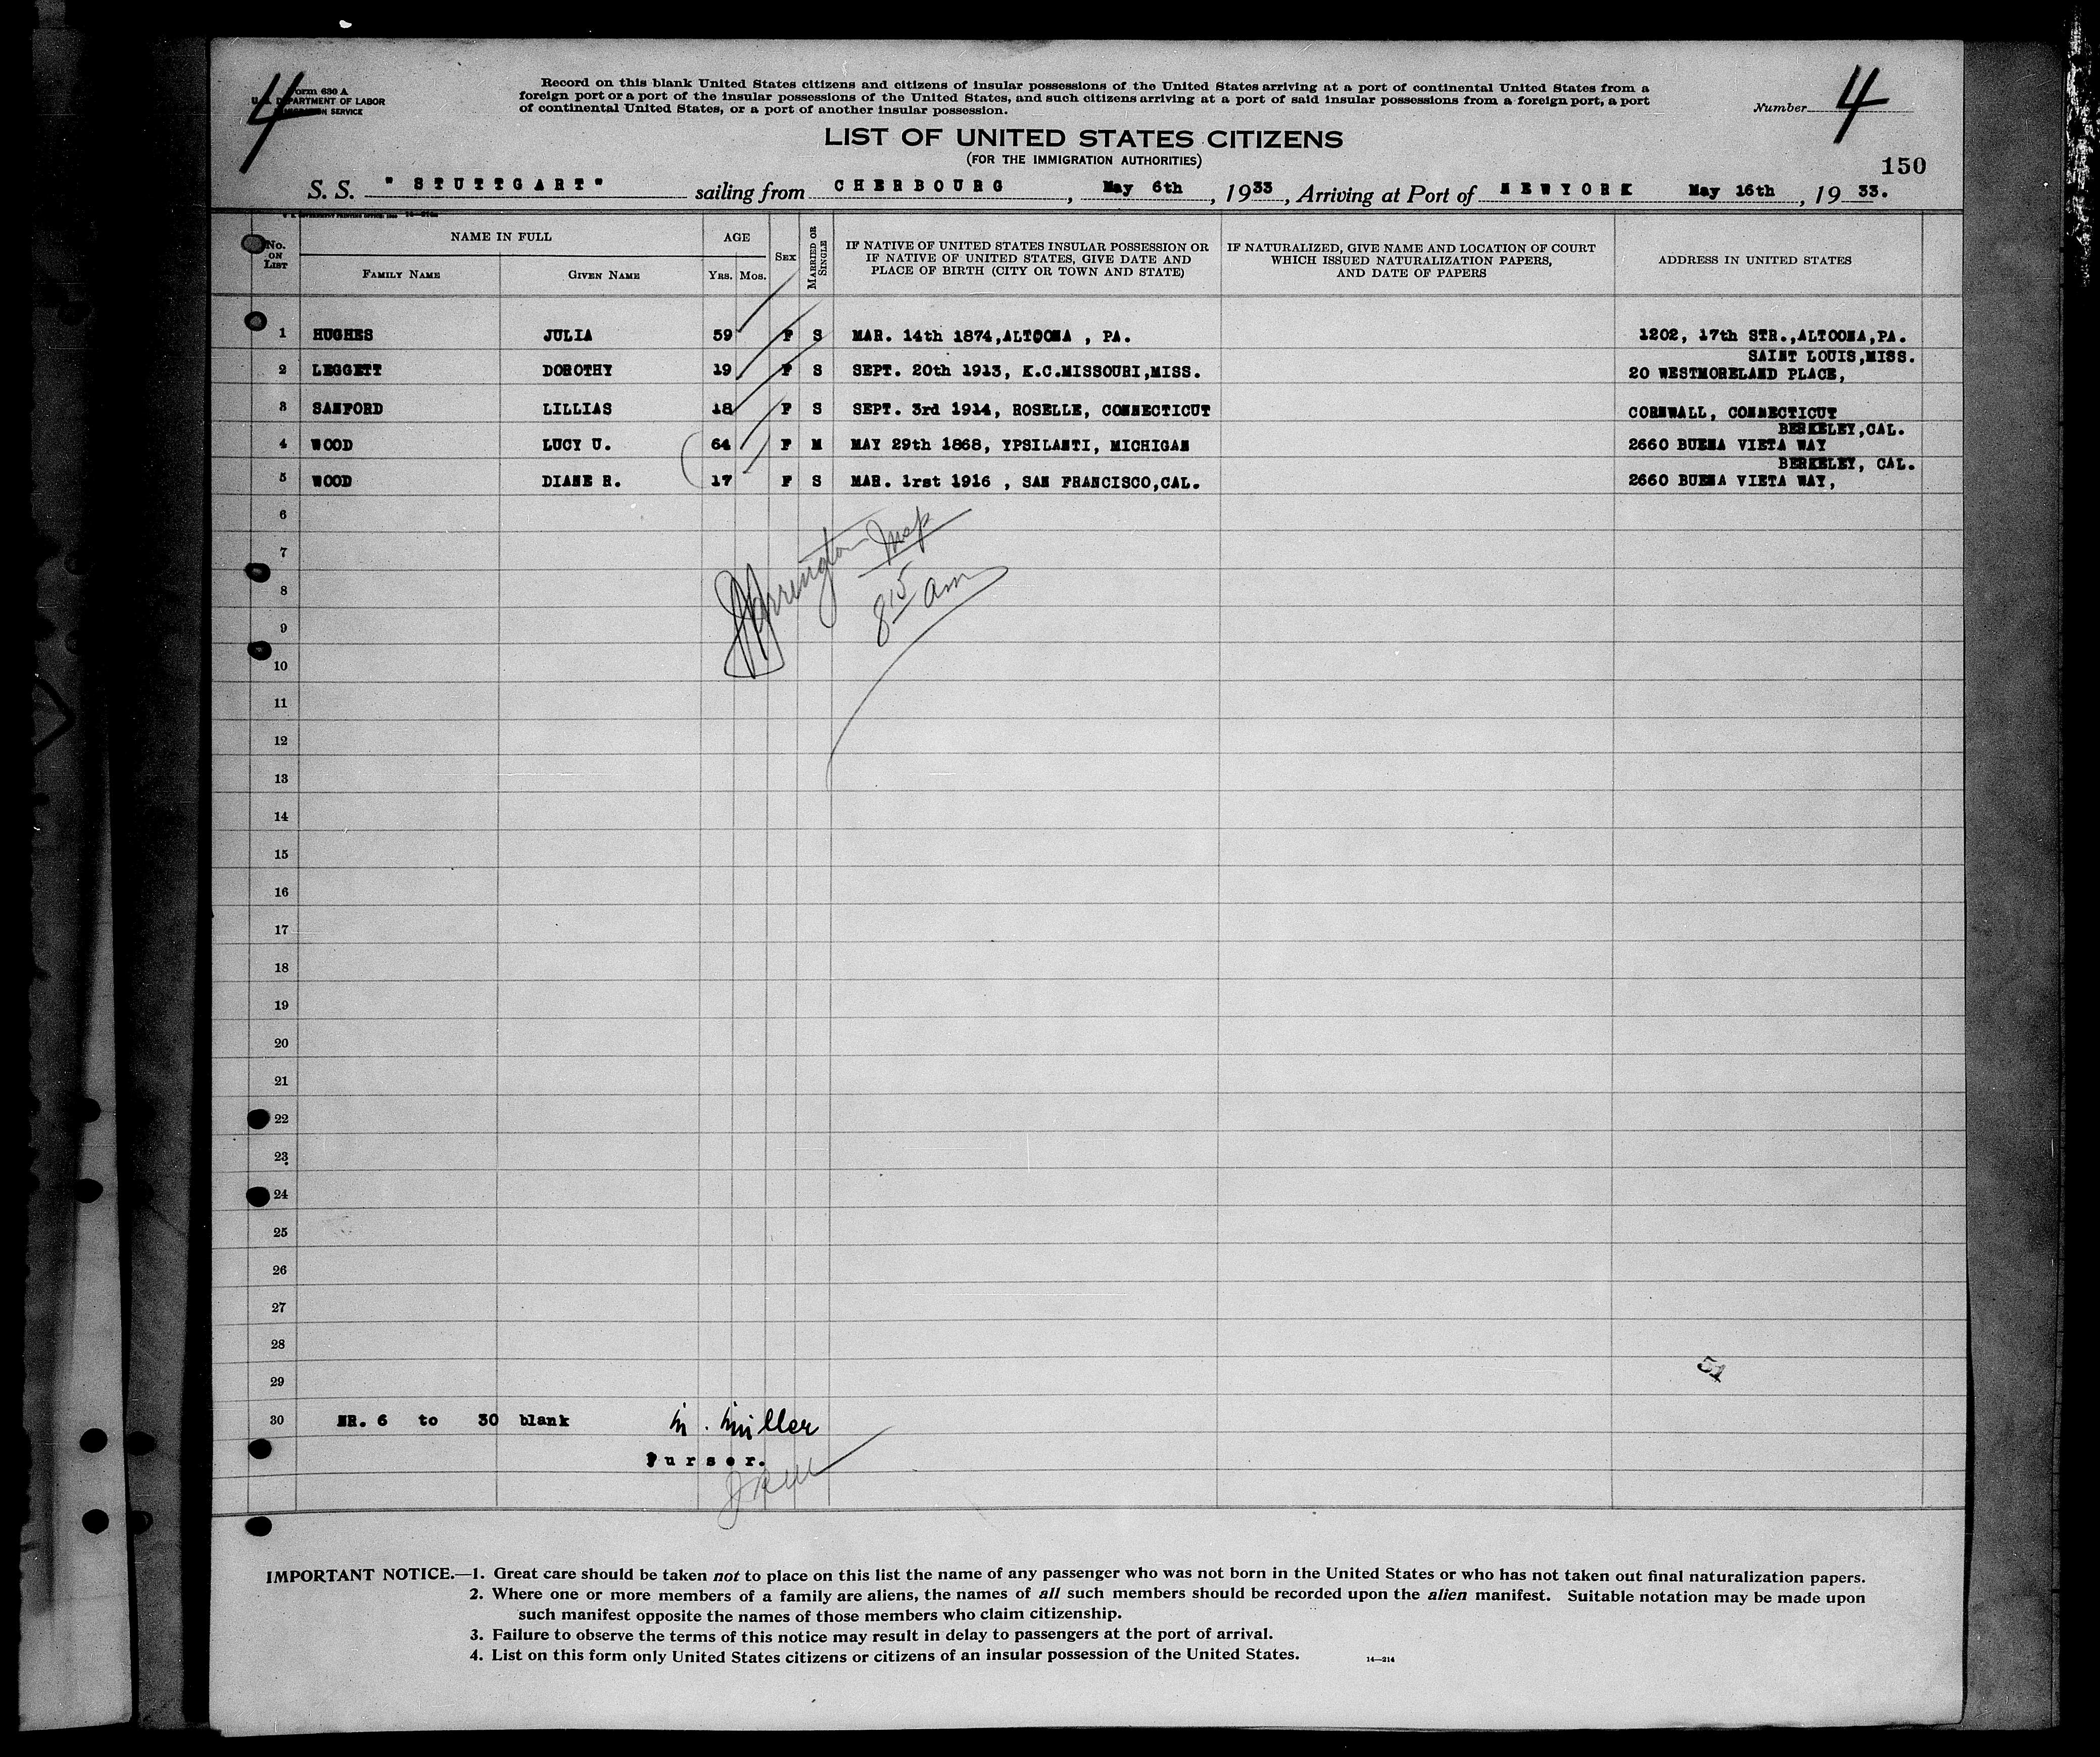 4
Form 630 A
U. S. DEPARTMENT OF LABOR
IMMIGRATION SERVICE
Record on this blank United States citizens and citizens of insular possessions of the United States arriving at a port of continental United States from a
foreign port or a port of the insular possessions of the United States, and such citizens arriving at a port of said insular possessions from a foreign port, a port
of continental United States, or a port of another insular possession.
Number 4
LIST OF UNITED STATES CITIZENS
(FOR THE IMMIGRATION AUTHORITIES)
150
S. S. " STUTTGART " sailing from CHERBOURG, May 6th, 1933, Arriving at Port of NEWYORK May 16th, 19 33.
No. ON LIST
NAME IN FULL
FAMILY NAME
GIVEN NAME
AGE
YRS. MOS.
SEX
MARRIED OR SINGLE
IF NATIVE OF UNITED STATES INSULAR POSSESSION OR
IF NATIVE OF UNITED STATES, GIVE DATE AND
PLACE OF BIRTH (CITY OR TOWN AND STATE)
IF NATURALIZED, GIVE NAME AND LOCATION OF COURT
WHICH ISSUED NATURALIZATION PAPERS,
AND DATE OF PAPERS
ADDRESS IN UNITED STATES
1 HUGHES JULIA 59 F S MAR. 14th 1874,ALTOONA , PA. 1202, 17th STR.,ALTOONA,PA.
SAINT LOUIS,MISS.
2 LEGGETT DOROTHY 19 F S SEPT. 20th 1913, K.C.MISSOURI,MISS. 20 WESTMORELAND PLACE,
3 SANFORD LILLIAS 18 F S SEPT. 3rd 1914, ROSELLE, CONNECTICUT CORNWALL, CONNECTICUT
BERKELEY,CAL.
4 WOOD LUCY U. 64 F M MAY 29th 1868, YPSILANTI, MICHIGAN 2660 BUENA VISTA WAY
BERKELEY, CAL.
5 WOOD DIANE R. 17 F S MAR. 1rst 1916 , SAN FRANCISCO,CAL. 2660 BUENA VISTA WAY,
6
Insp
7
8
8 15 am
9
10
11
12
13
14
15
16
17
18
19
20
21
22
23
24
25
26
27
28
51
29
30 NR. 6 to 30 blank M. Müller
Purser.
IMPORTANT NOTICE.—1. Great care should be taken not to place on this list the name of any passenger who was not born in the United States or who has not taken out final naturalization papers.
2. Where one or more members of a family are aliens, the names of all such members should be recorded upon the alien manifest. Suitable notation may be made upon
such manifest opposite the names of those members who claim citizenship.
3. Failure to observe the terms of this notice may result in delay to passengers at the port of arrival.
4. List on this form only United States citizens or citizens of an insular possession of the United States. 14—214